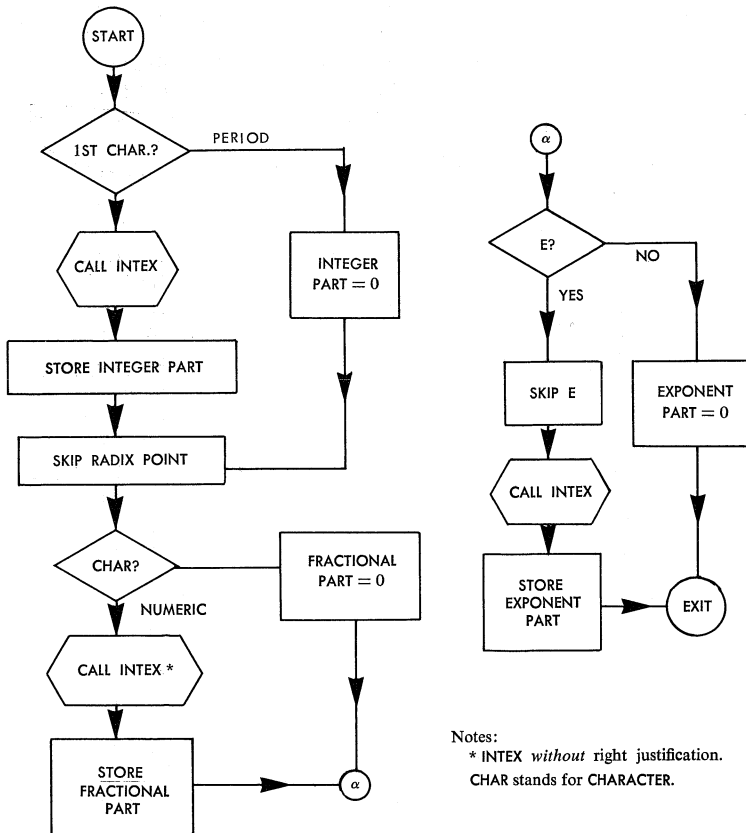 START
1ST CHAR.?
PERIOD
CALL INTEX
INTEGER
PART = 0
STORE INTEGER PART
SKIP RADIX POINT
CHAR?
FRACTIONAL
PART = 0
NUMERIC
CALL INTEX *
STORE
FRACTIONAL
PART
α
α
E?
NO
YES
SKIP E
EXPONENT
PART = 0
CALL INTEX
STORE
EXPONENT
PART
EXIT
Notes:
* INTEX without right justification.
CHAR stands for CHARACTER.